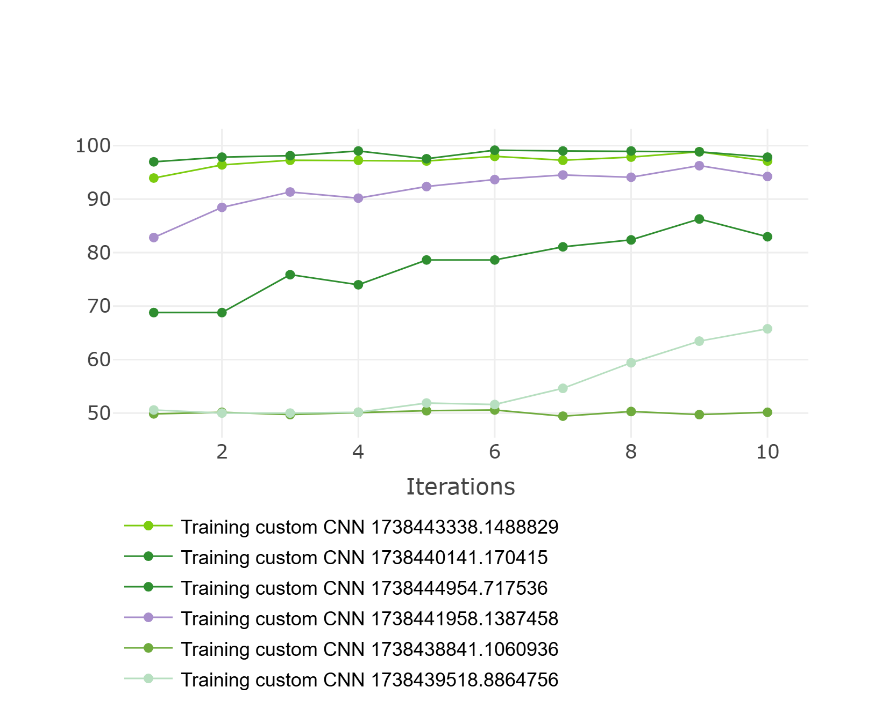 100
90
80
70
60
50
2 4 6 8 10
Iterations
Training custom CNN 1738443338.1488829
Training custom CNN 1738440141.170415
Training custom CNN 1738444954.717536
Training custom CNN 1738441958.1387458
Training custom CNN 1738438841.1060936
Training custom CNN 1738439518.8864756